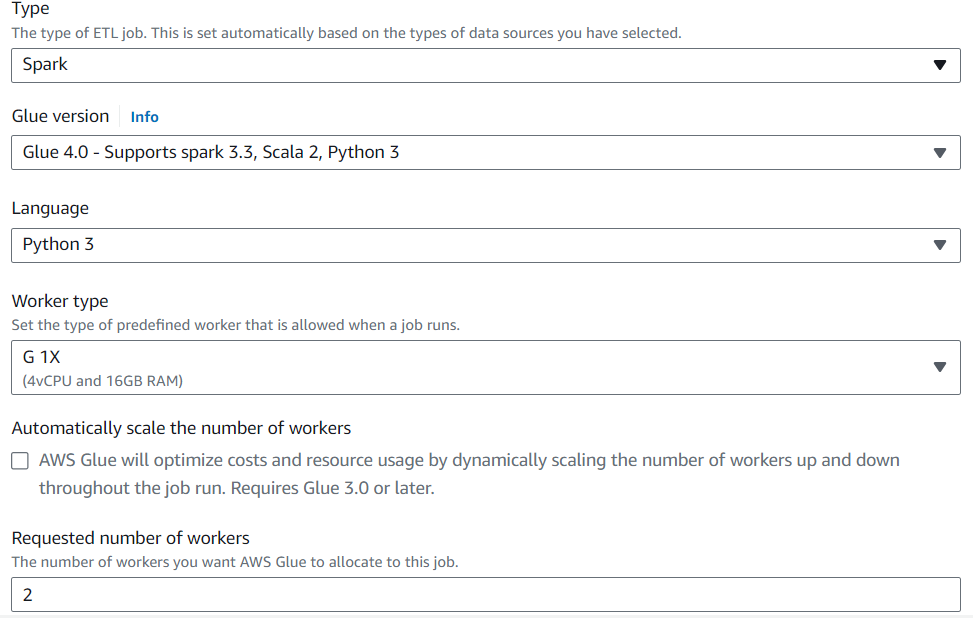 Type
The type of ETL job. This is set automatically based on the types of data sources you have selected.
Spark
Glue version Info
Glue 4.0 - Supports spark 3.3, Scala 2, Python 3
Language
Python 3
Worker type
Set the type of predefined worker that is allowed when a job runs.
G 1X
(4vCPU and 16GB RAM)
Automatically scale the number of workers
AWS Glue will optimize costs and resource usage by dynamically scaling the number of workers up and down
throughout the job run. Requires Glue 3.0 or later.
Requested number of workers
The number of workers you want AWS Glue to allocate to this job.
2